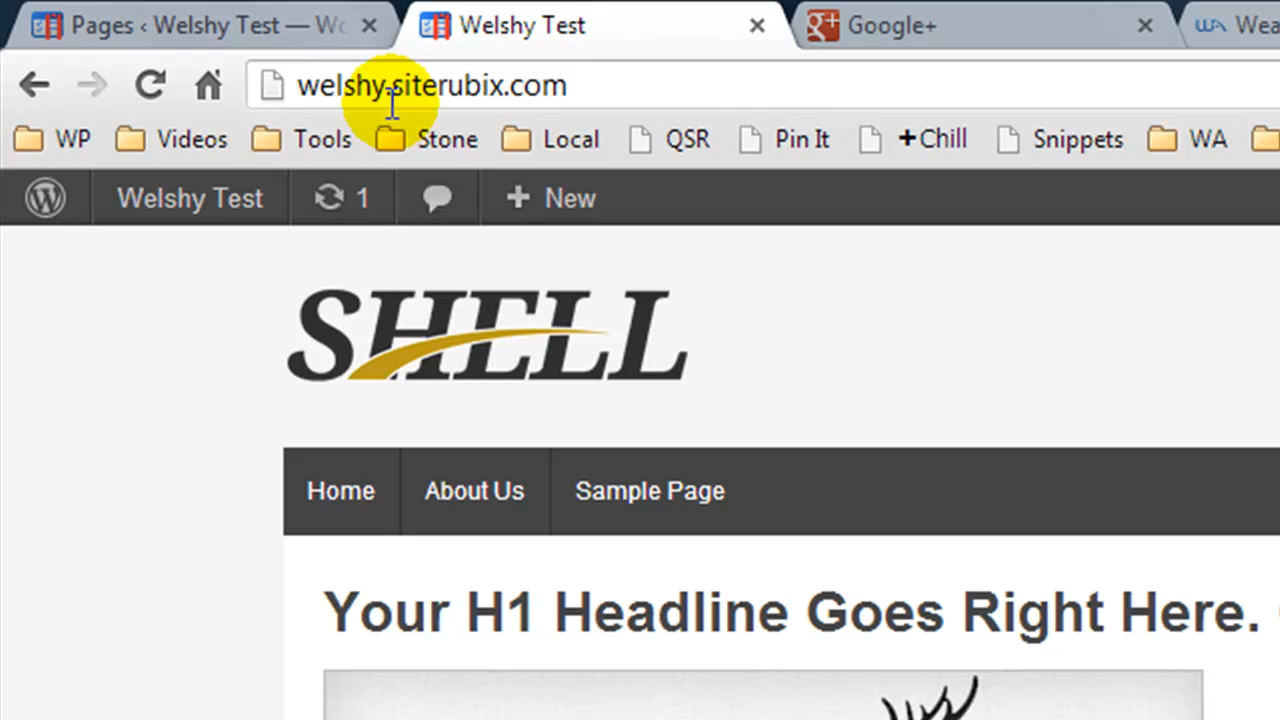 Pages ‹ Welshy Test — Wo
Welshy Test
Google+
Wea
welshy.siterubix.com
WP Videos Tools Stone Local QSR Pin It +Chill Snippets WA
Welshy Test 1 New
SHELL
Home About Us Sample Page
Your H1 Headline Goes Right Here.